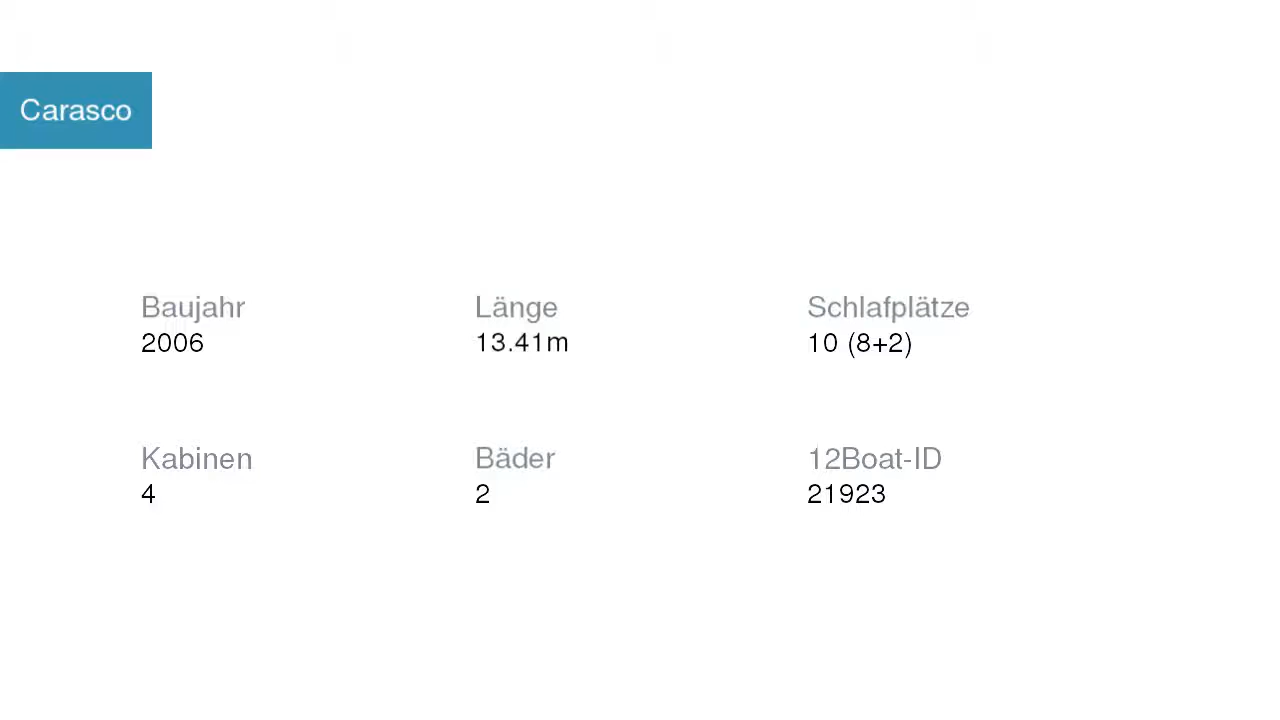 Carasco
Baujahr
2006
Länge
13.41m
Schlafplätze
10 (8+2)
Kabinen
4
Bäder
2
12Boat-ID
21923